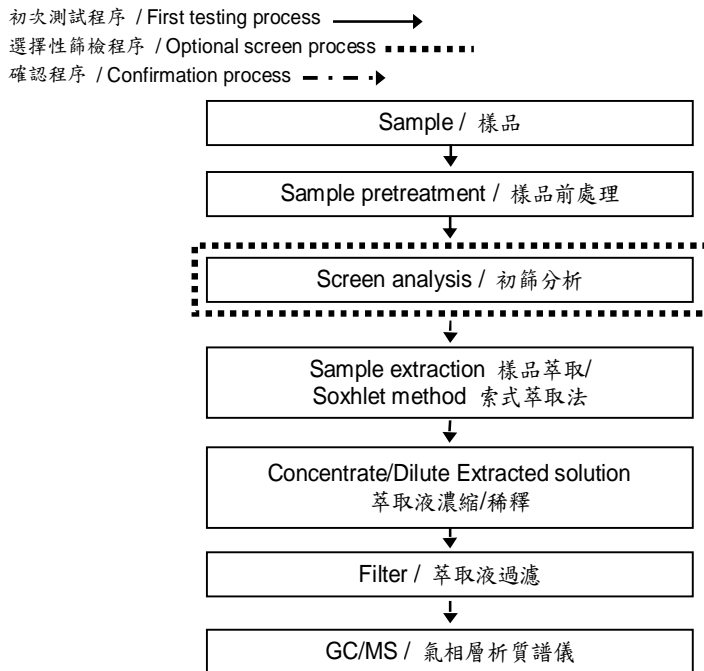 初次測試程序 / First testing process
選擇性篩檢程序 / Optional screen process
確認程序 / Confirmation process
Sample / 樣品
Sample pretreatment / 樣品前處理
Screen analysis / 初篩分析
Sample extraction 樣品萃取/
Soxhlet method 索式萃取法
Concentrate/Dilute Extracted solution
萃取液濃縮/稀釋
Filter / 萃取液過濾
GC/MS / 氣相層析質譜儀